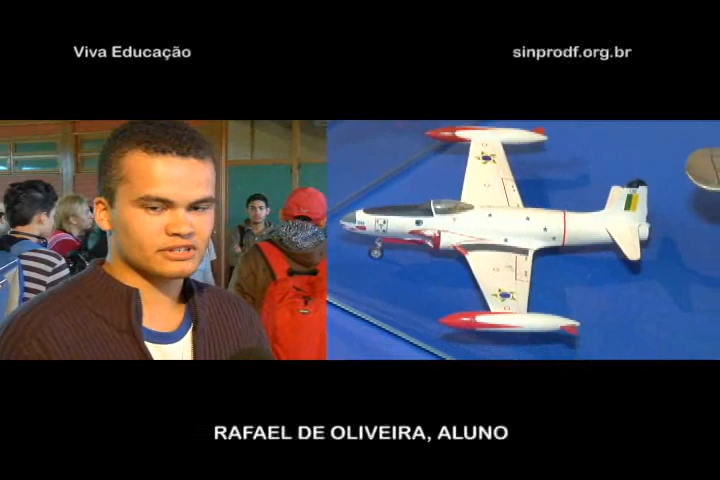 Viva Educação
sinprodf.org.br
RAFAEL DE OLIVEIRA, ALUNO